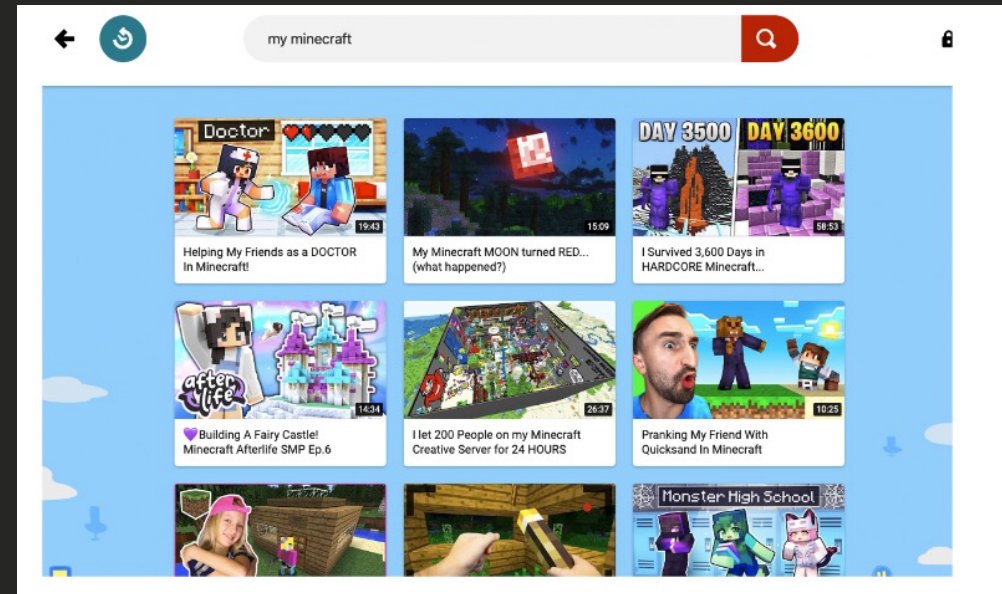 my minecraft
Doctor
19:43
Helping My Friends as a DOCTOR
In Minecraft!
15:09
My Minecraft MOON turned RED...
(what happened?)
DAY 3500 DAY 3600
58:53
I Survived 3,600 Days in
HARDCORE Minecraft...
after
life
14:34
💜Building A Fairy Castle!
Minecraft Afterlife SMP Ep.6
26:37
I let 200 People on my Minecraft
Creative Server for 24 HOURS
10:25
Pranking My Friend With
Quicksand In Minecraft
Monster High School